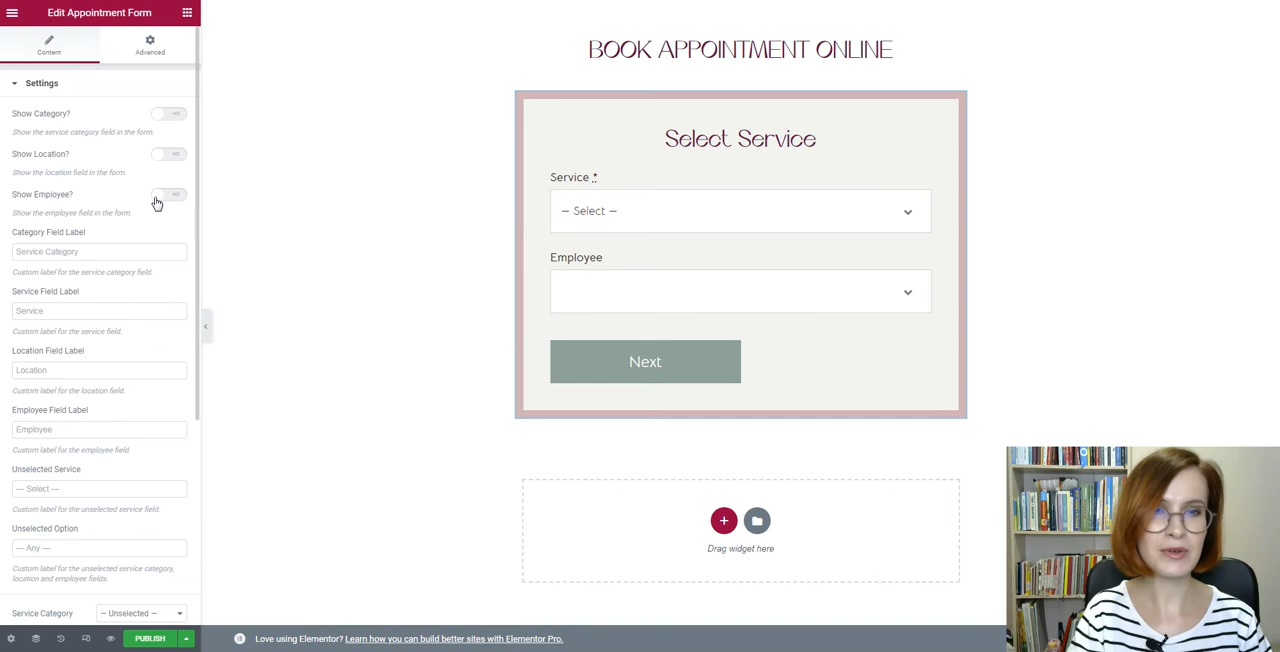 Edit Appointment Form
Content
Advanced
Settings
Show Category?
NO
Show the service category field in the form.
Show Location?
NO
Show the location field in the form.
Show Employee?
NO
Show the employee field in the form.
Category Field Label
Service Category
Custom label for the service category field.
Service Field Label
Service
Custom label for the service field.
Location Field Label
Location
Custom label for the location field.
Employee Field Label
Employee
Custom label for the employee field.
Unselected Service
— Select —
Custom label for the unselected service field.
Unselected Option
— Any —
Custom label for the unselected service category,
location and employee fields.
Service Category
— Unselected —
PUBLISH
BOOK APPOINTMENT ONLINE
Select Service
Service *
— Select —
Employee
Next
Drag widget here
Love using Elementor? Learn how you can build better sites with Elementor Pro.